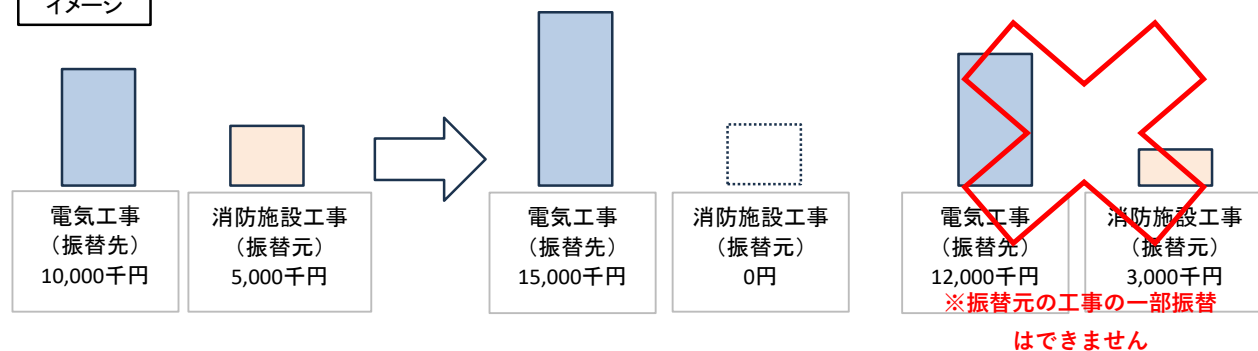 イメージ
電気工事
（振替先）
10,000千円
消防施設工事
（振替元）
5,000千円
電気工事
（振替先）
15,000千円
消防施設工事
（振替元）
0円
電気工事
（振替先）
12,000千円
消防施設工事
（振替元）
3,000千円
※振替元の工事の一部振替
はできません